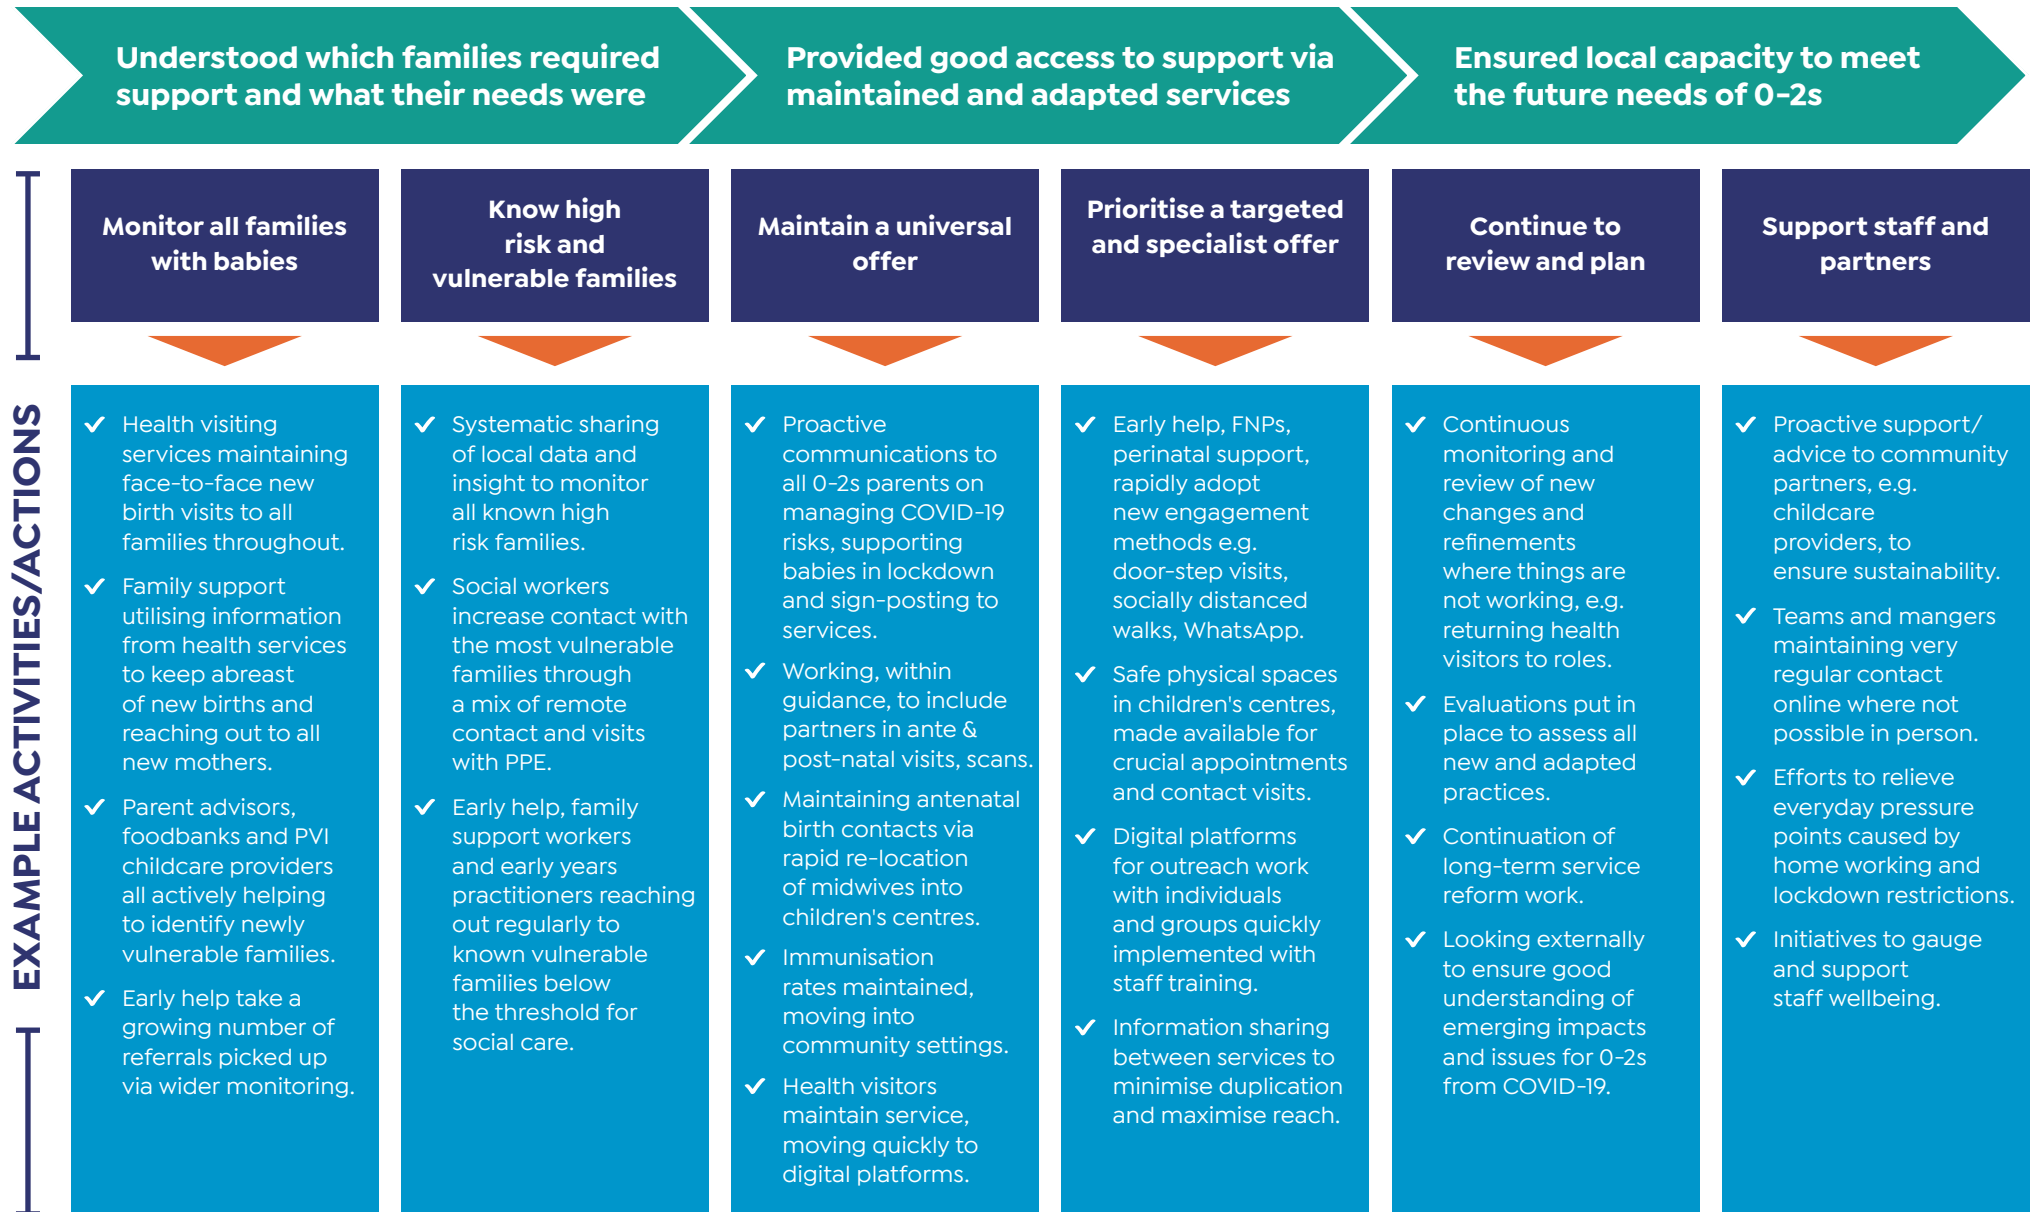 Understood which families required
support and what their needs were
Provided good access to support via
maintained and adapted services
Ensured local capacity to meet
the future needs of 0-2s
Monitor all families
with babies
Know high
risk and
vulnerable families
Maintain a universal
offer
Prioritise a targeted
and specialist offer
Continue to
review and plan
Support staff and
partners
EXAMPLE ACTIVITIES/ACTIONS
Health visiting
services maintaining
face-to-face new
birth visits to all
families throughout.
Family support
utilising information
from health services
to keep abreast
of new births and
reaching out to all
new mothers.
Parent advisors,
foodbanks and PVI
childcare providers
all actively helping
to identify newly
vulnerable families.
Early help take a
growing number of
referrals picked up
via wider monitoring.
Systematic sharing
of local data and
insight to monitor
all known high
risk families.
Social workers
increase contact with
the most vulnerable
families through
a mix of remote
contact and visits
with PPE.
Early help, family
support workers
and early years
practitioners reaching
out regularly to
known vulnerable
families below
the threshold for
social care.
Proactive
communications to
all 0-2s parents on
managing COVID-19
risks, supporting
babies in lockdown
and sign-posting to
services.
Working, within
guidance, to include
partners in ante &
post-natal visits, scans.
Maintaining antenatal
birth contacts via
rapid re-location
of midwives into
children's centres.
Immunisation
rates maintained,
moving into
community settings.
Health visitors
maintain service,
moving quickly to
digital platforms.
Early help, FNPs,
perinatal support,
rapidly adopt
new engagement
methods e.g.
door-step visits,
socially distanced
walks, WhatsApp.
Safe physical spaces
in children's centres,
made available for
crucial appointments
and contact visits.
Digital platforms
for outreach work
with individuals
and groups quickly
implemented with
staff training.
Information sharing
between services to
minimise duplication
and maximise reach.
Continuous
monitoring and
review of new
changes and
refinements
where things are
not working, e.g.
returning health
visitors to roles.
Evaluations put in
place to assess all
new and adapted
practices.
Continuation of
long-term service
reform work.
Looking externally
to ensure good
understanding of
emerging impacts
and issues for 0-2s
from COVID-19.
Proactive support/
advice to community
partners, e.g.
childcare
providers, to
ensure sustainability.
Teams and mangers
maintaining very
regular contact
online where not
possible in person.
Efforts to relieve
everyday pressure
points caused by
home working and
lockdown restrictions.
Initiatives to gauge
and support
staff wellbeing.